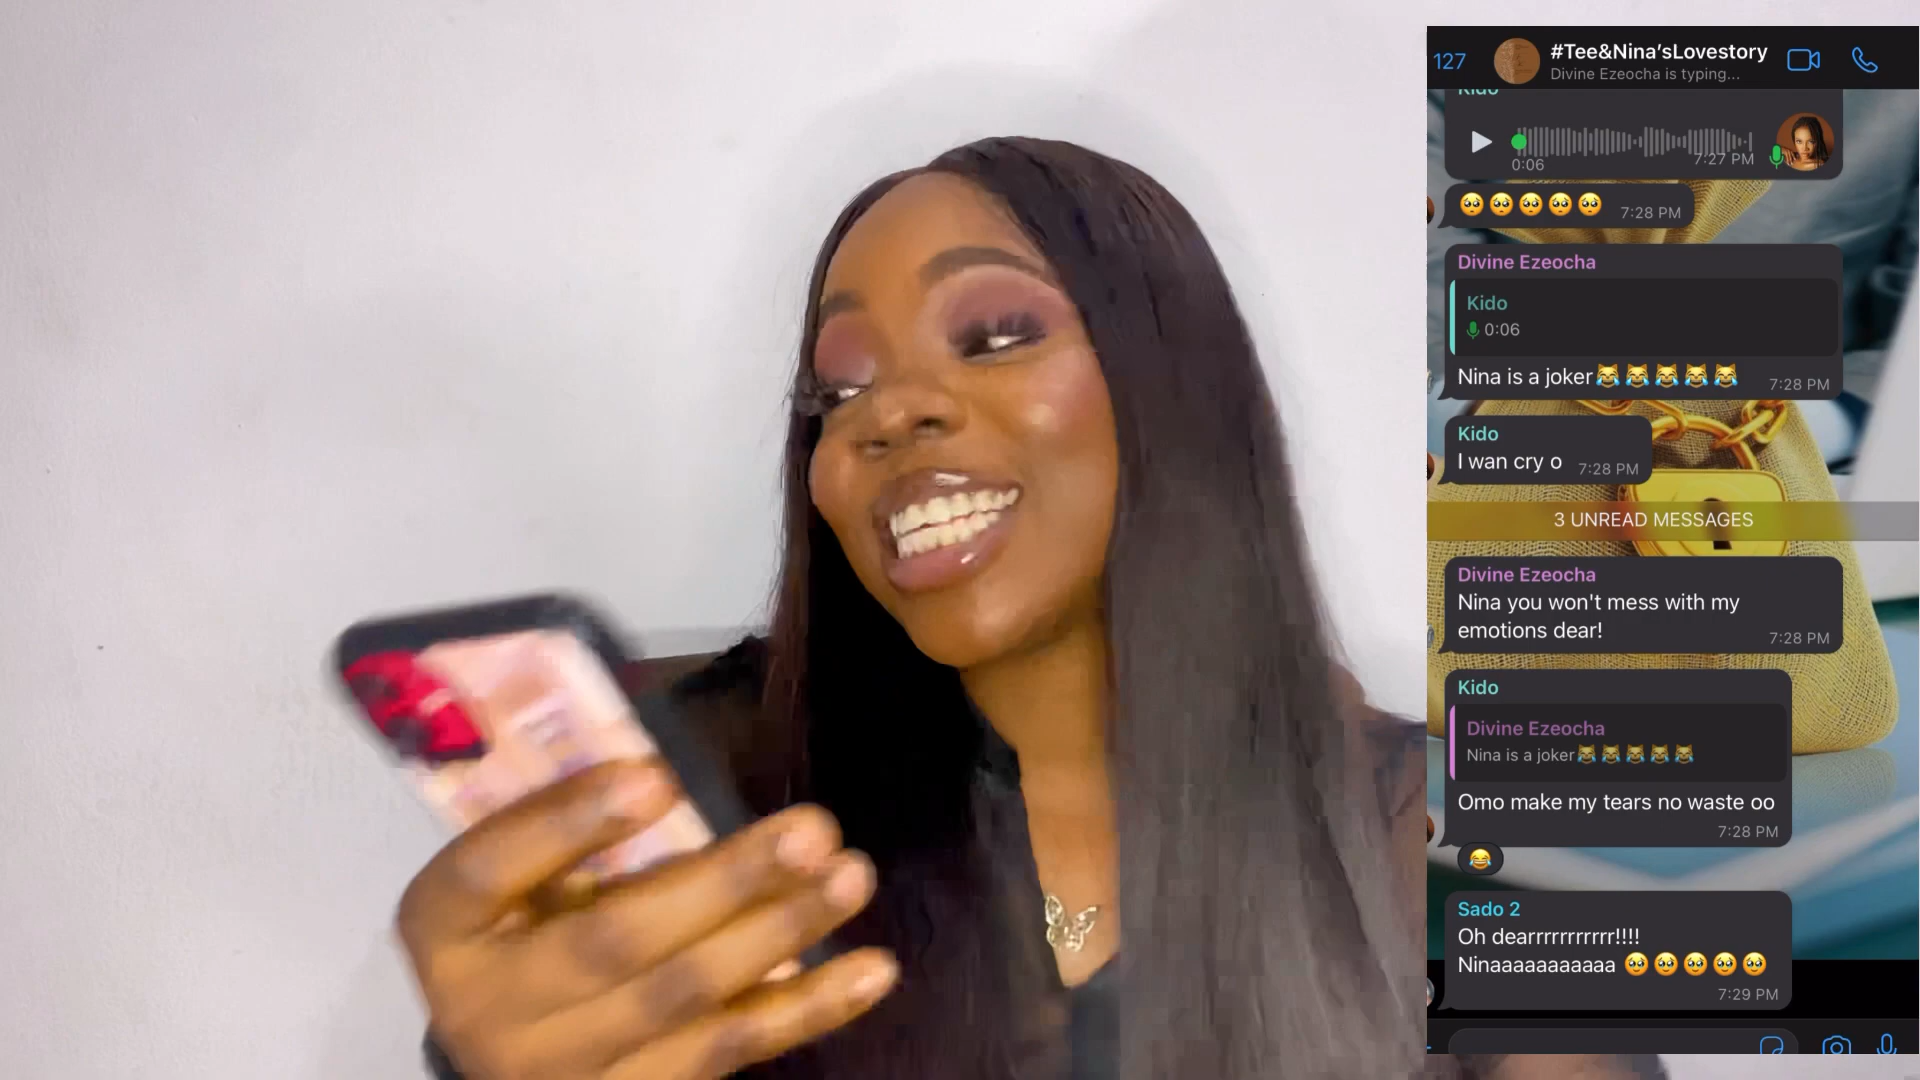 127
#Tee&Nina'sLovestory
Divine Ezeocha is typing...
Kido
0:06
7:27 PM
🥺🥺🥺🥺🥺 7:28 PM
Divine Ezeocha
Kido
0:06
Nina is a joker😹😹😹😹😹 7:28 PM
Kido
I wan cry o 7:28 PM
3 UNREAD MESSAGES
Divine Ezeocha
Nina you won't mess with my
emotions dear! 7:28 PM
Kido
Divine Ezeocha
Nina is a joker😹😹😹😹😹
Omo make my tears no waste oo
7:28 PM
😂
Sado 2
Oh dearrrrrrrrrrr!!!!
Ninaaaaaaaaaaa 🥹🥹🥹🥹🥹
7:29 PM